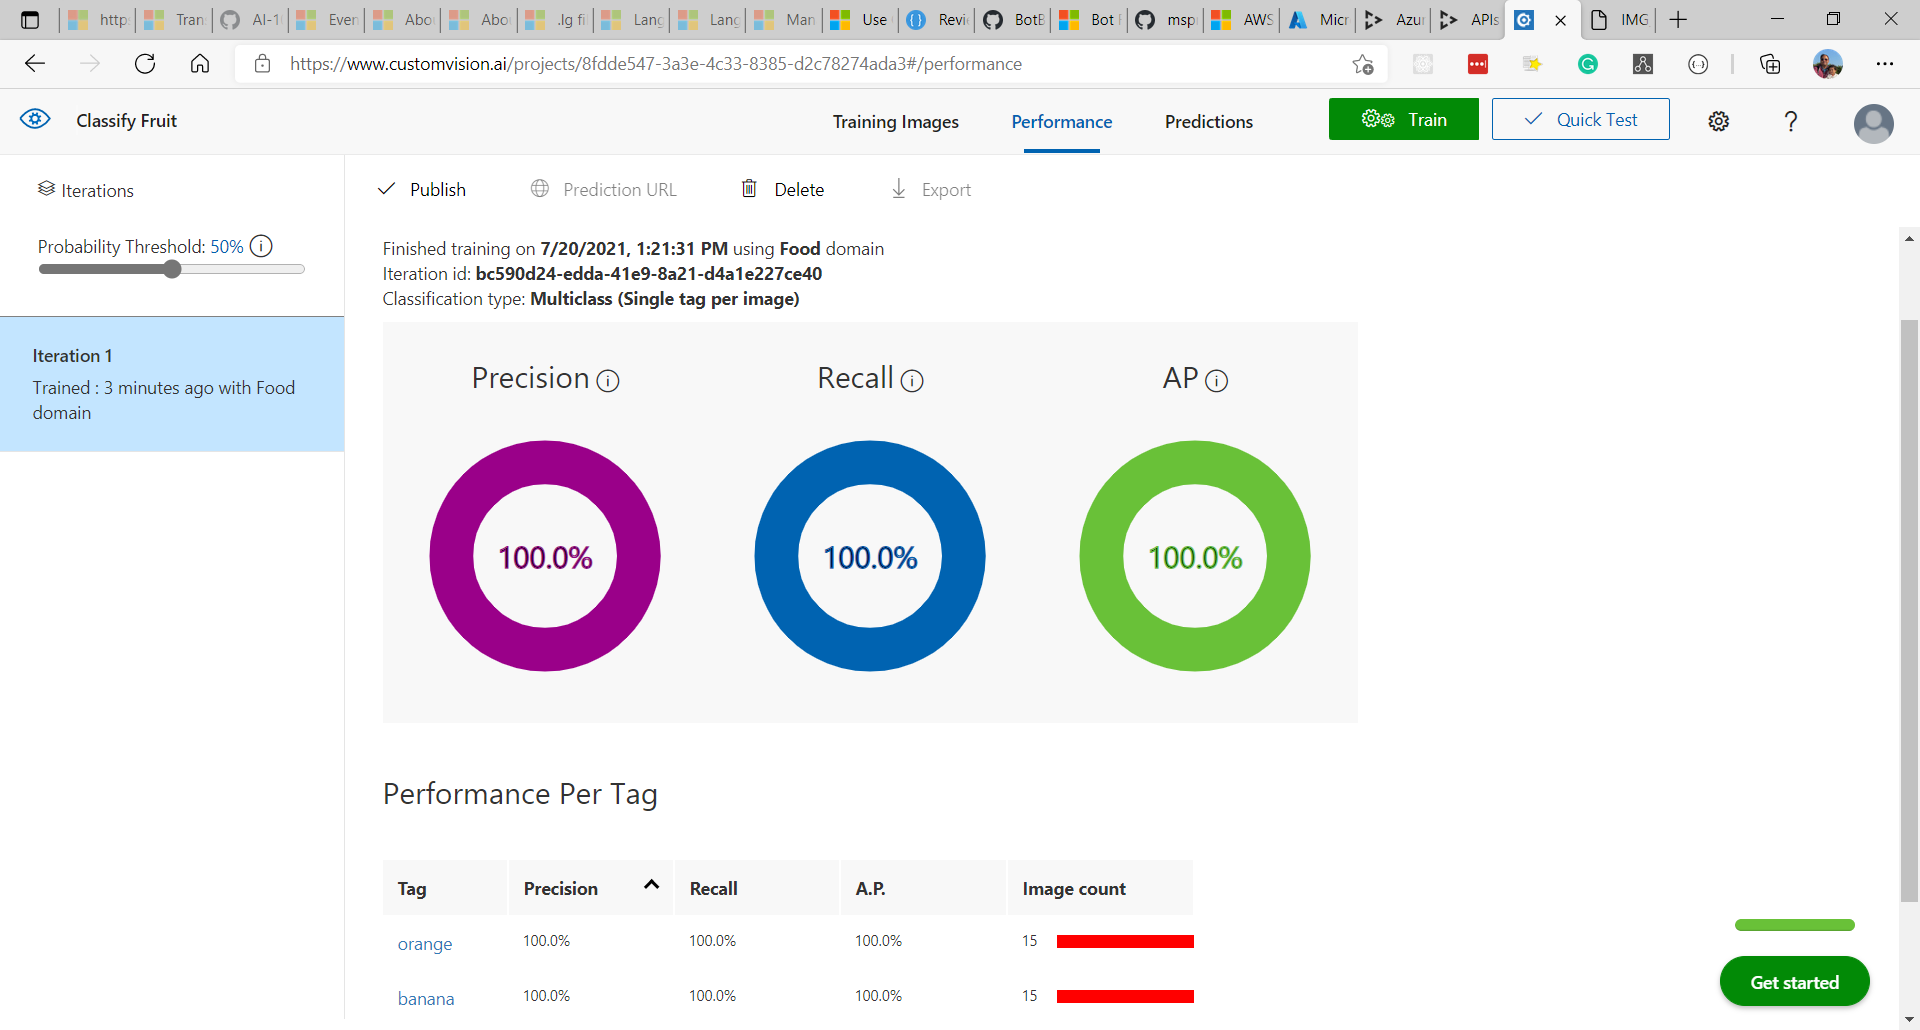 http
Tran
AI-1
Even
Abo
Abo
.lg fi
Lang
Lang
Man
Use
Revi
BotB
Bot F
mspr
AWS
Micr
Azur
APIs
IMG
https://www.customvision.ai/projects/8fdde547-3a3e-4c33-8385-d2c78274ada3#/performance
Classify Fruit
Training Images
Performance
Predictions
Train
Quick Test
?
Iterations
Publish
Prediction URL
Delete
Export
Probability Threshold: 50%
Finished training on 7/20/2021, 1:21:31 PM using Food domain
Iteration id: bc590d24-edda-41e9-8a21-d4a1e227ce40
Classification type: Multiclass (Single tag per image)
Iteration 1
Trained : 3 minutes ago with Food
domain
Precision
Recall
AP
100.0%
100.0%
100.0%
Performance Per Tag
Tag Precision Recall A.P. Image count
orange 100.0% 100.0% 100.0% 15
banana 100.0% 100.0% 100.0% 15
Get started